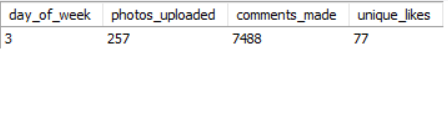 day_of_week photos_uploaded comments_made unique_likes
3 257 7488 77